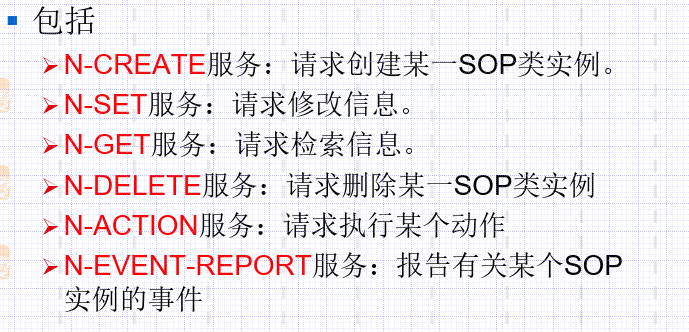 包括
N-CREATE服务：请求创建某一SOP类实例。
N-SET服务：请求修改信息。
N-GET服务：请求检索信息。
N-DELETE服务：请求删除某一SOP类实例
N-ACTION服务：请求执行某个动作
N-EVENT-REPORT服务：报告有关某个SOP
实例的事件